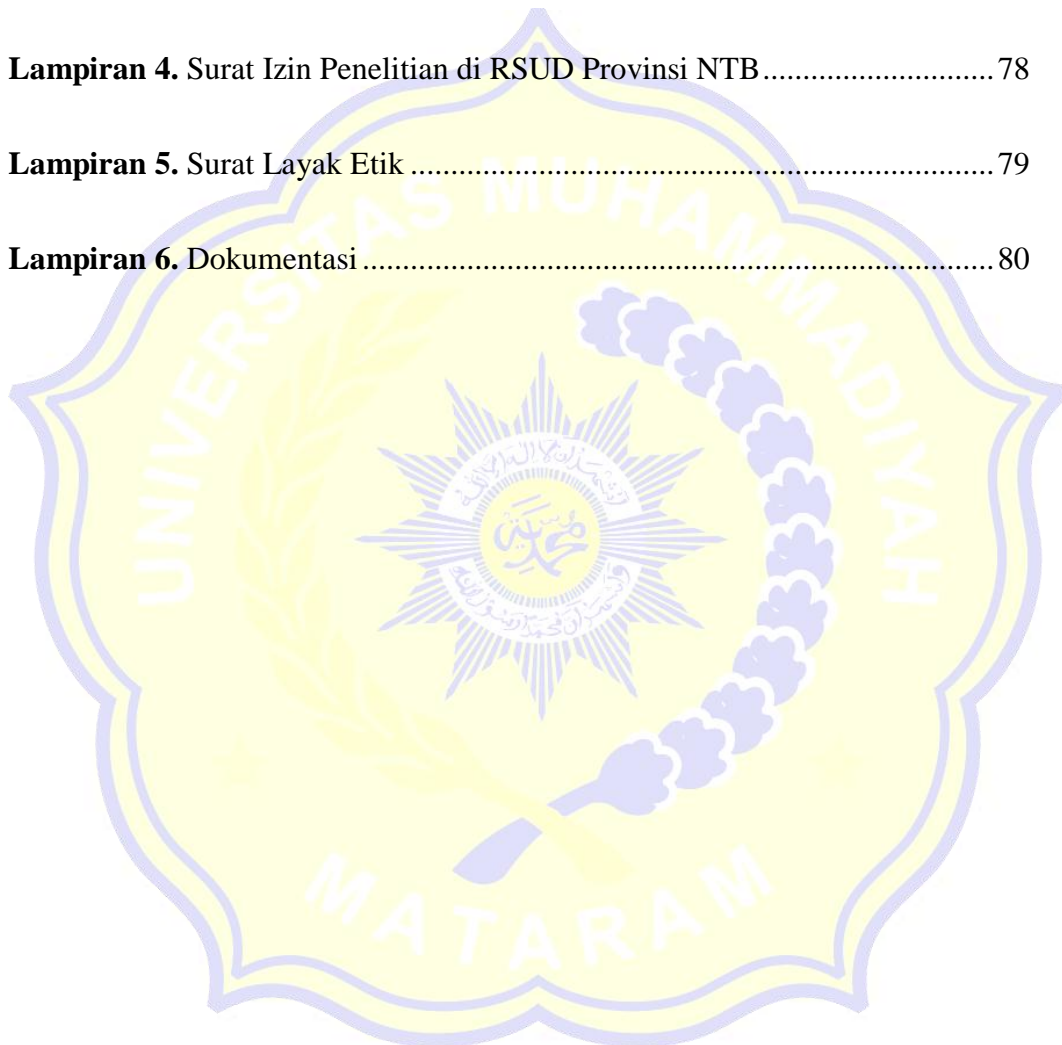 Lampiran 4. Surat Izin Penelitian di RSUD Provinsi NTB.............................78
Lampiran 5. Surat Layak Etik .........................................................................79
Lampiran 6. Dokumentasi ...............................................................................80
UNIVERSITAS MUHAMMADIYAH
MATARAM